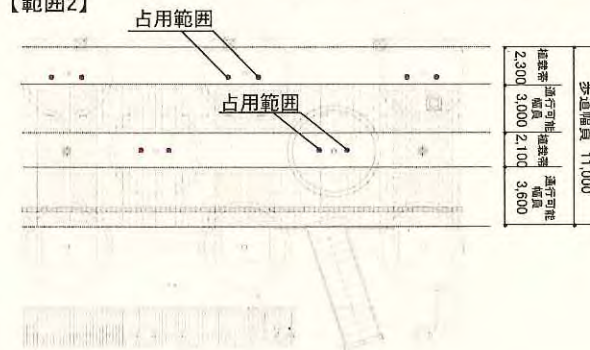 【範囲2】
占用範囲
占用範囲
植栽帯 2,300
通行可能幅員 3,000
植栽帯 2,100
通行可能幅員 3,600
歩道幅員 11,000